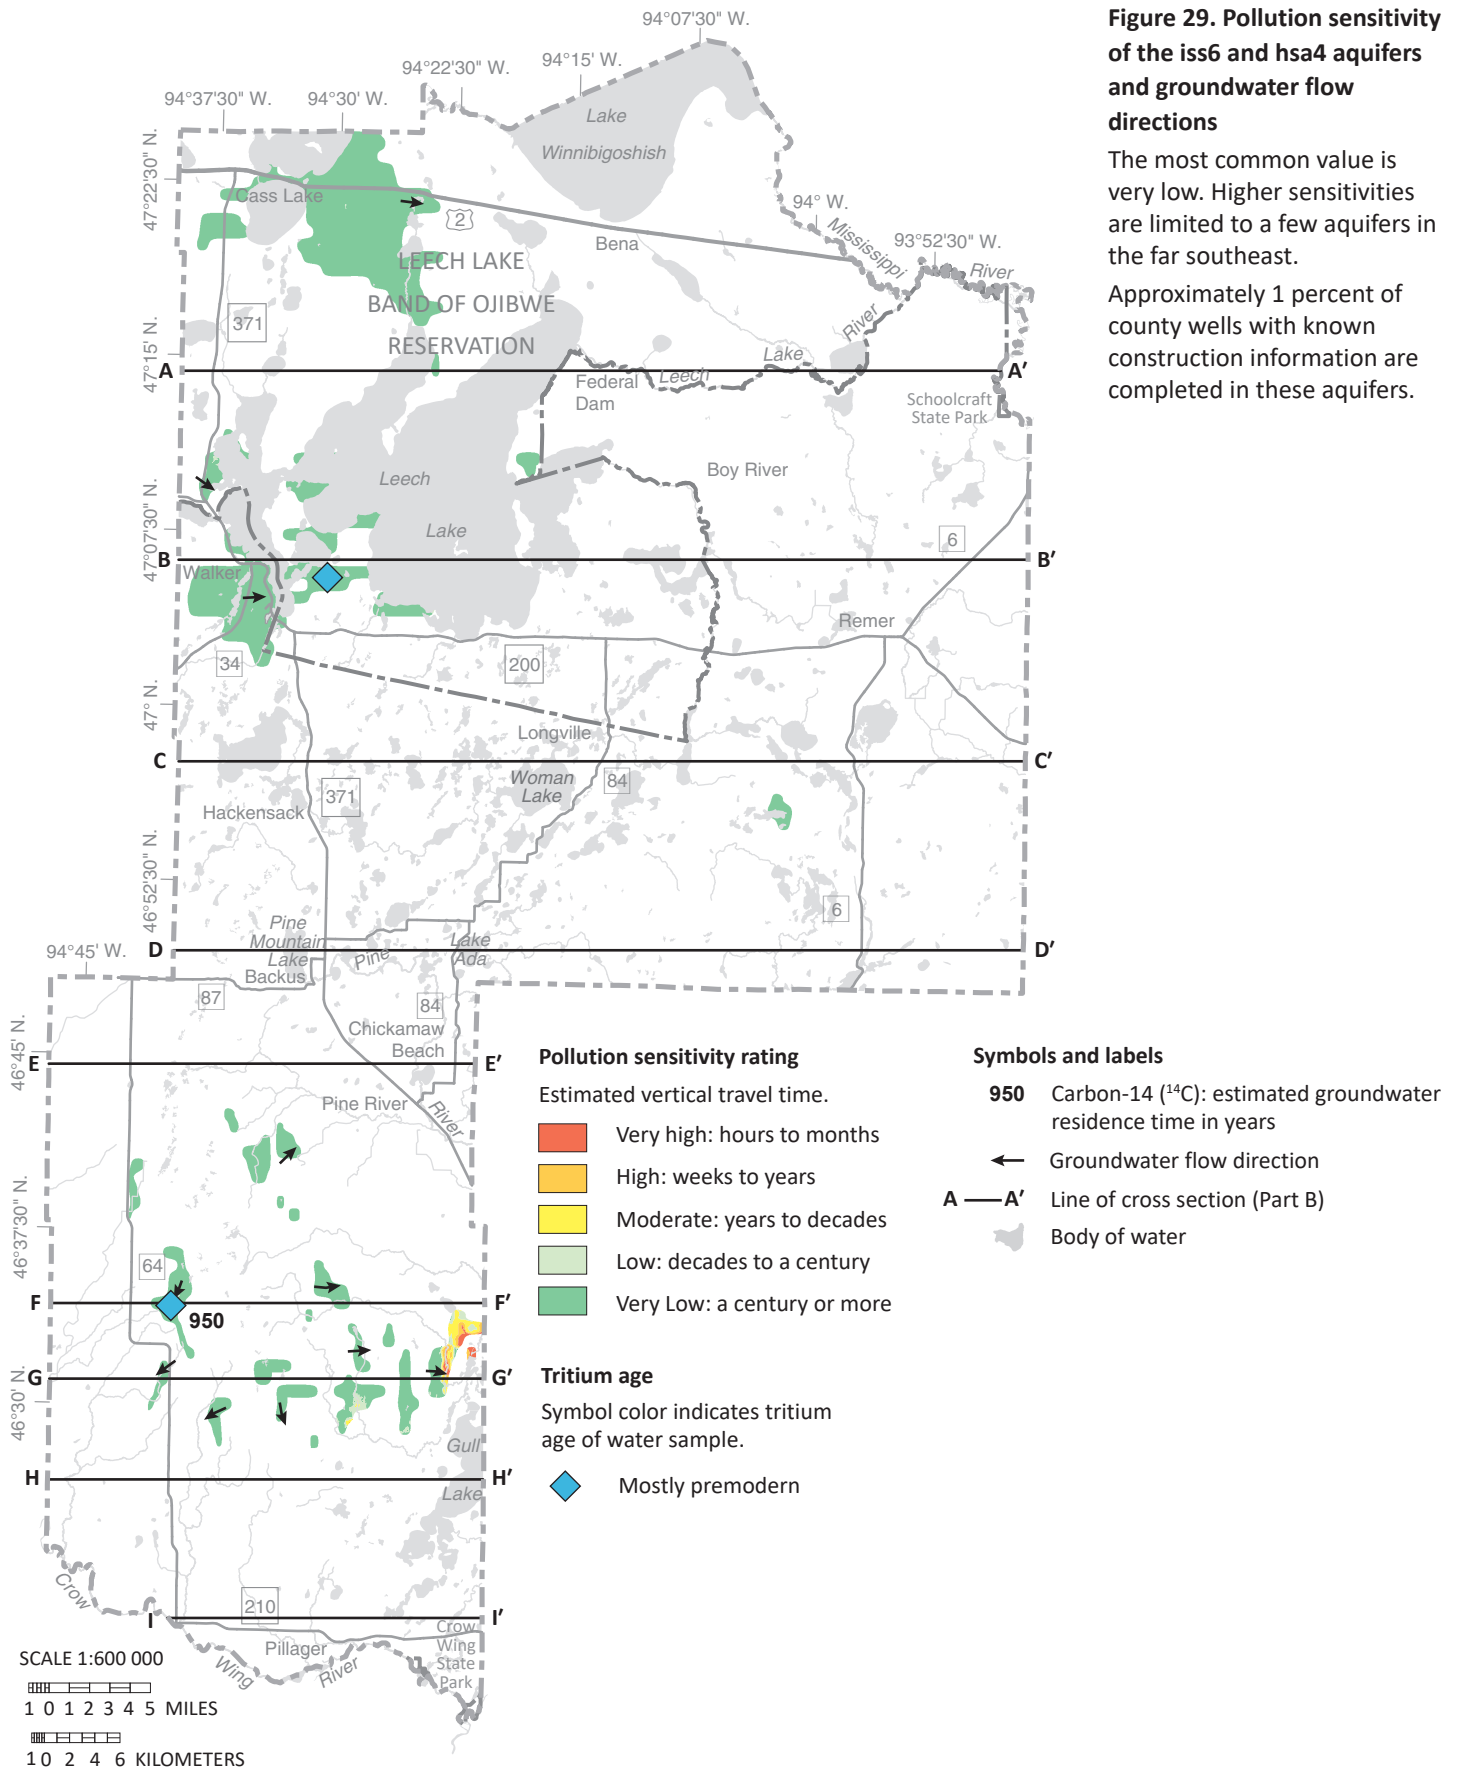 Figure 29. Pollution sensitivity
of the iss6 and hsa4 aquifers
and groundwater flow
directions
The most common value is
very low. Higher sensitivities
are limited to a few aquifers in
the far southeast.
Approximately 1 percent of
county wells with known
construction information are
completed in these aquifers.
94°07'30" W.
94°15' W.
94°22'30" W.
94°37'30" W.
94°30' W.
Lake
Winnibigoshish
47°22'30" N.
Cass Lake
2
94° W.
Mississippi
93°52'30" W.
River
Bena
LEECH LAKE
BAND OF OJIBWE
RESERVATION
371
47°15' N.
River
Lake
Leech
A
A′
Federal
Dam
Schoolcraft
State Park
Leech
Lake
Boy River
47°07'30" N.
6
B
B′
Walker
Remer
34
200
47° N.
Longville
C
C′
Woman
Lake
84
371
Hackensack
46°52'30" N.
6
Pine
Mountain
Lake
Pine
Lake
Ada
94°45' W.
D
D′
Backus
87
84
Chickamaw
Beach
46°45' N.
E
E′
Pine River
River
46°37'30" N.
64
F
F′
950
G
G′
46°30' N.
Gull
Lake
H
H′
Crow
210
I
I′
Pillager
Wing
River
Crow
Wing
State
Park
SCALE 1:600 000
1 0 1 2 3 4 5 MILES
1 0 2 4 6 KILOMETERS
Pollution sensitivity rating
Estimated vertical travel time.
Very high: hours to months
High: weeks to years
Moderate: years to decades
Low: decades to a century
Very Low: a century or more
Tritium age
Symbol color indicates tritium
age of water sample.
Mostly premodern
Symbols and labels
950 Carbon-14 (¹⁴C): estimated groundwater
residence time in years
Groundwater flow direction
A A′ Line of cross section (Part B)
Body of water